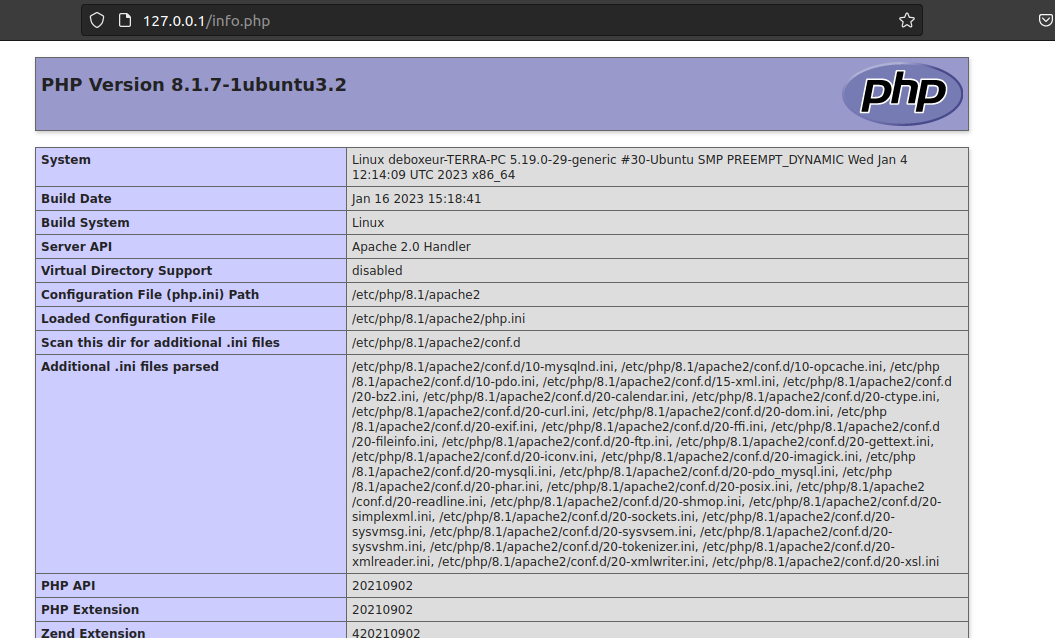 127.0.0.1/info.php
PHP Version 8.1.7-1ubuntu3.2
php
System
Linux deboxeur-TERRA-PC 5.19.0-29-generic #30-Ubuntu SMP PREEMPT_DYNAMIC Wed Jan 4
12:14:09 UTC 2023 x86_64
Build Date
Jan 16 2023 15:18:41
Build System
Linux
Server API
Apache 2.0 Handler
Virtual Directory Support
disabled
Configuration File (php.ini) Path
/etc/php/8.1/apache2
Loaded Configuration File
/etc/php/8.1/apache2/php.ini
Scan this dir for additional .ini files
/etc/php/8.1/apache2/conf.d
Additional .ini files parsed
/etc/php/8.1/apache2/conf.d/10-mysqlnd.ini, /etc/php/8.1/apache2/conf.d/10-opcache.ini, /etc/php
/8.1/apache2/conf.d/10-pdo.ini, /etc/php/8.1/apache2/conf.d/15-xml.ini, /etc/php/8.1/apache2/conf.d
/20-bz2.ini, /etc/php/8.1/apache2/conf.d/20-calendar.ini, /etc/php/8.1/apache2/conf.d/20-ctype.ini,
/etc/php/8.1/apache2/conf.d/20-curl.ini, /etc/php/8.1/apache2/conf.d/20-dom.ini, /etc/php
/8.1/apache2/conf.d/20-exif.ini, /etc/php/8.1/apache2/conf.d/20-ffi.ini, /etc/php/8.1/apache2/conf.d
/20-fileinfo.ini, /etc/php/8.1/apache2/conf.d/20-ftp.ini, /etc/php/8.1/apache2/conf.d/20-gettext.ini,
/etc/php/8.1/apache2/conf.d/20-iconv.ini, /etc/php/8.1/apache2/conf.d/20-imagick.ini, /etc/php
/8.1/apache2/conf.d/20-mysqli.ini, /etc/php/8.1/apache2/conf.d/20-pdo_mysql.ini, /etc/php
/8.1/apache2/conf.d/20-phar.ini, /etc/php/8.1/apache2/conf.d/20-posix.ini, /etc/php/8.1/apache2
/conf.d/20-readline.ini, /etc/php/8.1/apache2/conf.d/20-shmop.ini, /etc/php/8.1/apache2/conf.d/20-
simplexml.ini, /etc/php/8.1/apache2/conf.d/20-sockets.ini, /etc/php/8.1/apache2/conf.d/20-
sysvmsg.ini, /etc/php/8.1/apache2/conf.d/20-sysvsem.ini, /etc/php/8.1/apache2/conf.d/20-
sysvshm.ini, /etc/php/8.1/apache2/conf.d/20-tokenizer.ini, /etc/php/8.1/apache2/conf.d/20-
xmlreader.ini, /etc/php/8.1/apache2/conf.d/20-xmlwriter.ini, /etc/php/8.1/apache2/conf.d/20-xsl.ini
PHP API
20210902
PHP Extension
20210902
Zend Extension
420210902